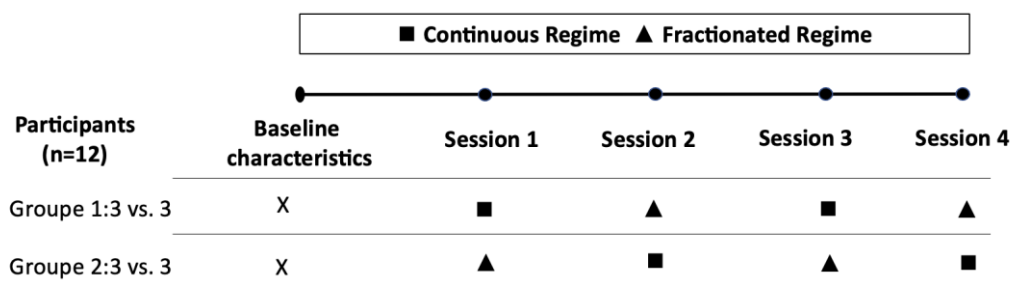 ■ Continuous Regime ▲ Fractionated Regime
Participants
(n=12)
Baseline
characteristics
Session 1
Session 2
Session 3
Session 4
Groupe 1:3 vs. 3 X ■ ▲ ■ ▲
Groupe 2:3 vs. 3 X ▲ ■ ▲ ■